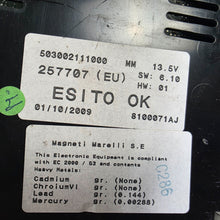 503002111000 MM 13.5V
257707 (EU) SW: 6.10
HW: 01
ESITO OK
01/10/2009 8100071AJ
Magneti Marelli S.E
This Electronic Equipment is compliant
with EC 2000 / 53 and contents
Heavy Metals:
Cadmium gr. (None)
ChroiumVI gr. (None)
Lead gr. (0.144)
Mercury gr. (0.00288)
C286